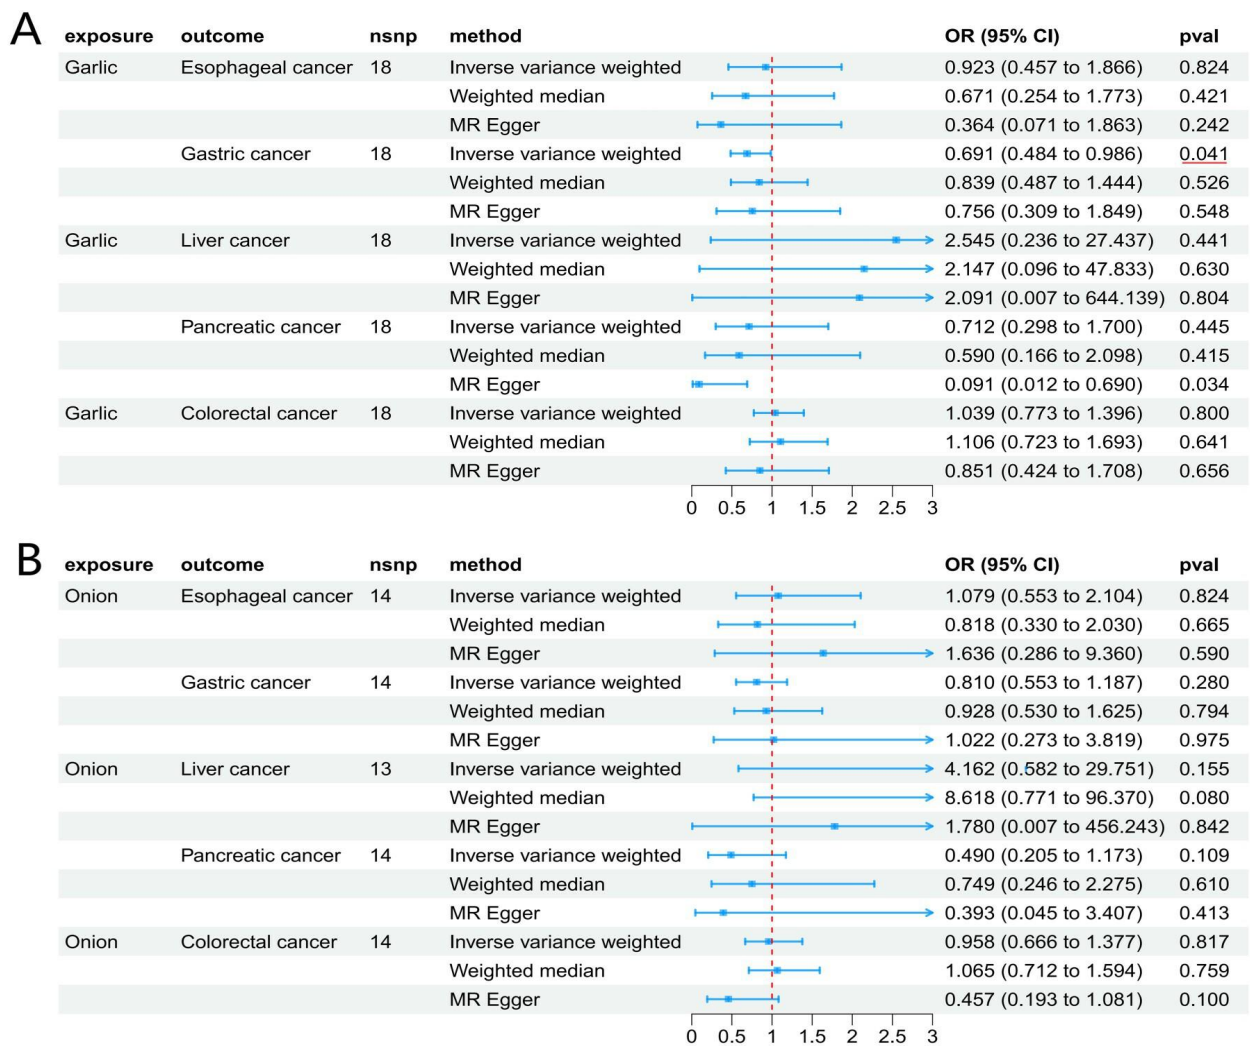 A
exposure outcome nsnp method OR (95% CI) pval
Garlic Esophageal cancer 18 Inverse variance weighted 0.923 (0.457 to 1.866) 0.824
Weighted median 0.671 (0.254 to 1.773) 0.421
MR Egger 0.364 (0.071 to 1.863) 0.242
Gastric cancer 18 Inverse variance weighted 0.691 (0.484 to 0.986) 0.041
Weighted median 0.839 (0.487 to 1.444) 0.526
MR Egger 0.756 (0.309 to 1.849) 0.548
Garlic Liver cancer 18 Inverse variance weighted 2.545 (0.236 to 27.437) 0.441
Weighted median 2.147 (0.096 to 47.833) 0.630
MR Egger 2.091 (0.007 to 644.139) 0.804
Pancreatic cancer 18 Inverse variance weighted 0.712 (0.298 to 1.700) 0.445
Weighted median 0.590 (0.166 to 2.098) 0.415
MR Egger 0.091 (0.012 to 0.690) 0.034
Garlic Colorectal cancer 18 Inverse variance weighted 1.039 (0.773 to 1.396) 0.800
Weighted median 1.106 (0.723 to 1.693) 0.641
MR Egger 0.851 (0.424 to 1.708) 0.656
0 0.5 1 1.5 2 2.5 3
B
exposure outcome nsnp method OR (95% CI) pval
Onion Esophageal cancer 14 Inverse variance weighted 1.079 (0.553 to 2.104) 0.824
Weighted median 0.818 (0.330 to 2.030) 0.665
MR Egger 1.636 (0.286 to 9.360) 0.590
Gastric cancer 14 Inverse variance weighted 0.810 (0.553 to 1.187) 0.280
Weighted median 0.928 (0.530 to 1.625) 0.794
MR Egger 1.022 (0.273 to 3.819) 0.975
Onion Liver cancer 13 Inverse variance weighted 4.162 (0.582 to 29.751) 0.155
Weighted median 8.618 (0.771 to 96.370) 0.080
MR Egger 1.780 (0.007 to 456.243) 0.842
Pancreatic cancer 14 Inverse variance weighted 0.490 (0.205 to 1.173) 0.109
Weighted median 0.749 (0.246 to 2.275) 0.610
MR Egger 0.393 (0.045 to 3.407) 0.413
Onion Colorectal cancer 14 Inverse variance weighted 0.958 (0.666 to 1.377) 0.817
Weighted median 1.065 (0.712 to 1.594) 0.759
MR Egger 0.457 (0.193 to 1.081) 0.100
0 0.5 1 1.5 2 2.5 3